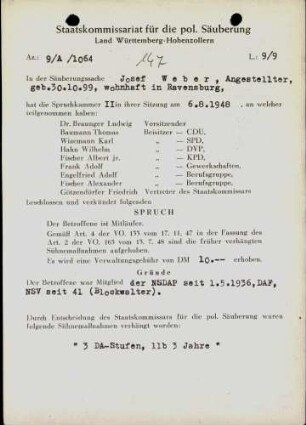 Staatskommissariat für die pol. Säuberung
Land Württemberg-Hohenzollern
Az.: 9/A /1064
147
L.: 9/9
In der Säuberungssache Josef Weber, Angestellter,
geb.30.10.99, wohnhaft in Ravensburg,
hat die Spruchkammer II in ihrer Sitzung am 6.8.1948 , an welcher
teilgenommen haben:
Dr. Braunger Ludwig Vorsitzender
Baumann Thomas Beisitzer – CDU,
Wizemann Karl „ – SPD,
Hahn Wilhelm „ – DVP,
Fischer Albert jr. „ – KPD,
Frank Adolf „ – Gewerkschaften,
Engelfried Adolf „ – Berufsgruppe,
Fischer Alexander „ – Berufsgruppe,
Götzendörfer Friedrich Vertreter des Staatskommissars
beschlossen und verkündet folgenden
SPRUCH
Der Betroffene ist Mitläufer.
Gemäß Art. 4 der VO. 133 vom 17. 11. 47 in der Fassung des
Art. 2 der VO. 165 vom 13. 7. 48 sind die früher verhängten
Sühnemaßnahmen aufgehoben.
Es wird eine Verwaltungsgebühr von DM 10.-- erhoben.
Gründe
Der Betroffene war Mitglied der NSDAP seit 1.5.1936, DAF,
NSV seit 41 (Blockwalter).
Durch Entscheidung des Staatskommissars für die pol. Säuberung waren
folgende Sühnemaßnahmen verhängt worden:
" 3 DA-Stufen, 11b 3 Jahre "